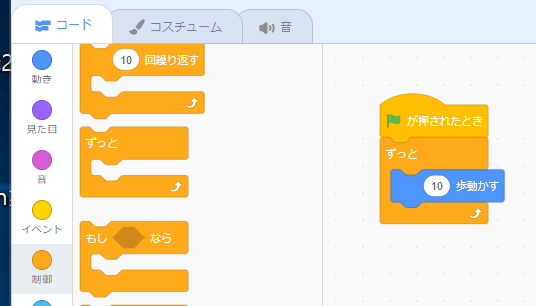 コード
コスチューム
音
動き
見た目
音
イベント
制御
10 回繰り返す
ずっと
もし なら
が押されたとき
ずっと
10 歩動かす